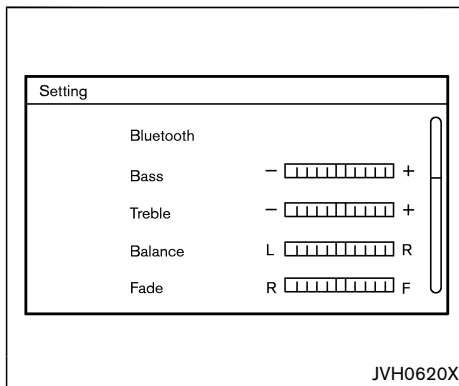 Setting
Bluetooth
Bass − +
Treble − +
Balance L R
Fade R F
JVH0620X